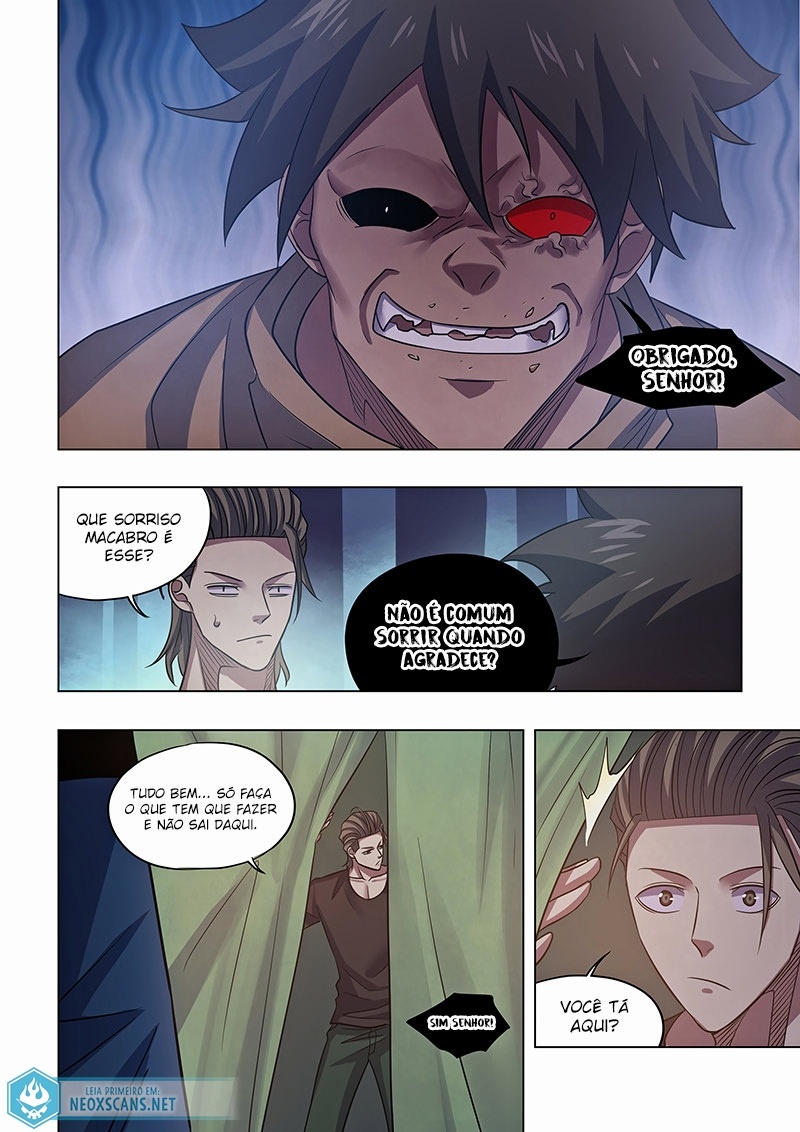 OBRIGADO,
SENHOR!
QUE SORRISO
MACABRO É
ESSE?
NÃO É COMUM
SORRIR QUANDO
AGRADECE?
TUDO BEM... SÓ FAÇA
O QUE TEM QUE FAZER
E NÃO SAI DAQUI.
SIM SENHOR!
VOCÊ TÁ
AQUI?
LEIA PRIMEIRO EM:
NEOXSCANS.NET